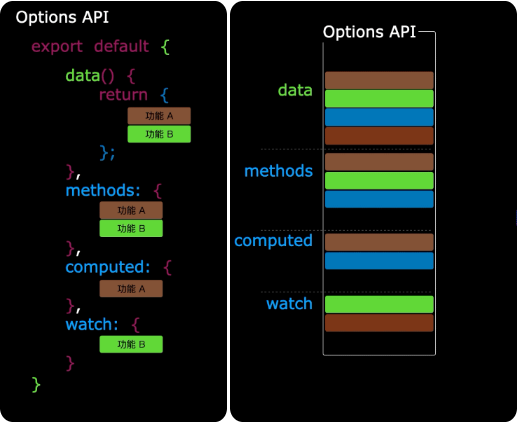 Options API
export default {
data() {
return {
功能 A
功能 B
};
},
methods: {
功能 A
功能 B
},
computed: {
功能 A
},
watch: {
功能 B
}
}
Options API
data
methods
computed
watch